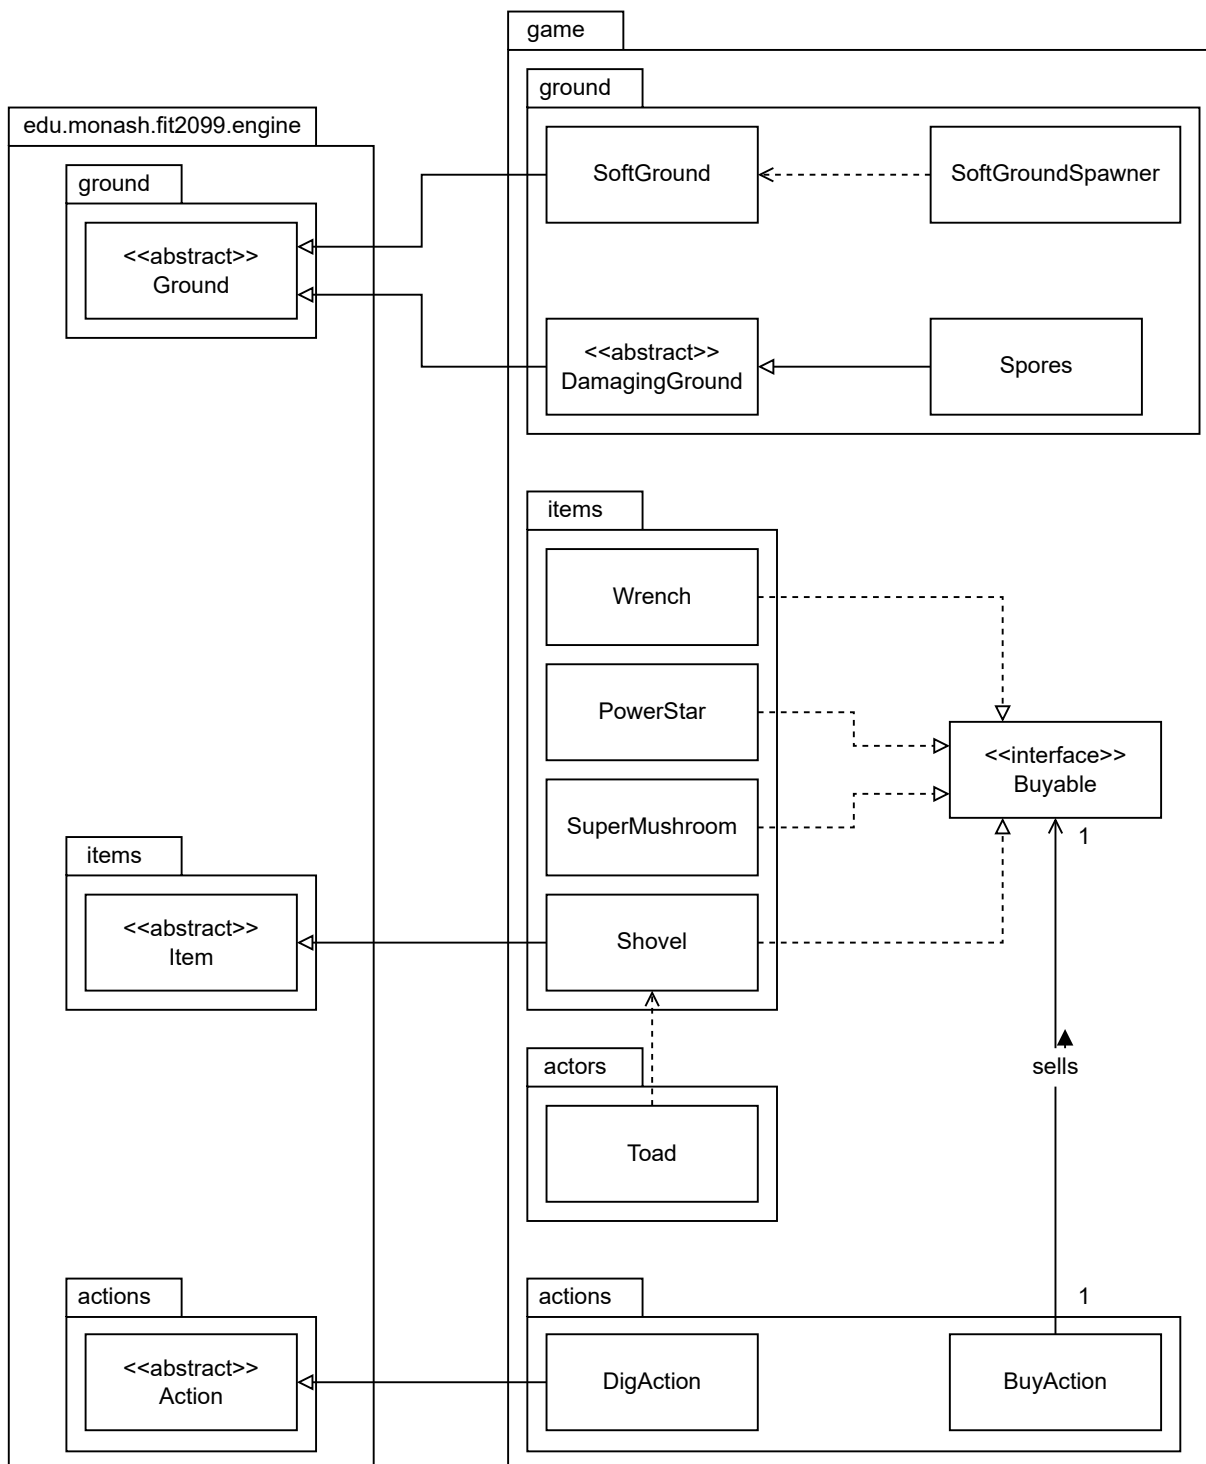 game
ground
edu.monash.fit2099.engine
SoftGround
SoftGroundSpawner
ground
<<abstract>>
Ground
<<abstract>>
DamagingGround
Spores
items
Wrench
PowerStar
<<interface>>
Buyable
SuperMushroom
1
items
<<abstract>>
Item
Shovel
actors
sells
Toad
actions
actions
1
<<abstract>>
Action
DigAction
BuyAction